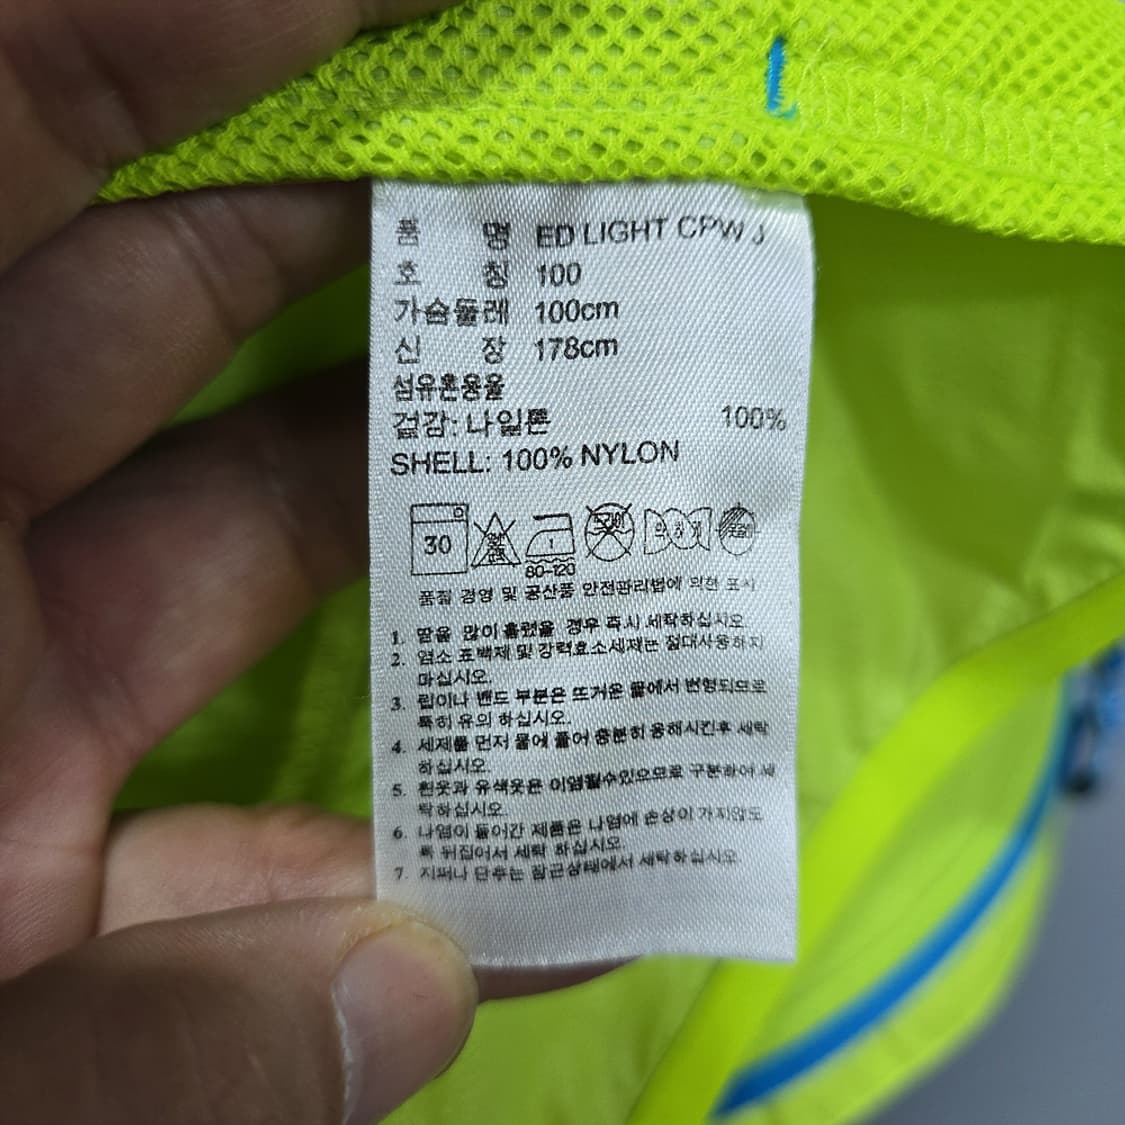 품 명 ED LIGHT CPW J
호 칭 100
가슴둘레 100cm
신 장 178cm
섬유혼용율
겉감: 나일론 100%
SHELL: 100% NYLON
30
80-120
품질 경영 및 공산품 안전관리법에 의한 표시
1. 땀을 많이 흘렸을 경우 즉시 세탁하십시오
2. 염소 표백제 및 강력효소세제는 절대사용하지
마십시오.
3. 립이나 밴드 부분은 뜨거운 물에서 변형되므로
특히 유의 하십시오.
4. 세제를 먼저 물에 풀어 충분히 용해시킨후 세탁
하십시오
5. 흰옷과 유색옷은 이염될수있으므로 구분하여 세
탁하십시오.
6. 나염이 들어간 제품은 나염에 손상이 가지않도
록 뒤집어서 세탁 하십시오
7. 지퍼나 단추는 잠근상태에서 세탁하십시오